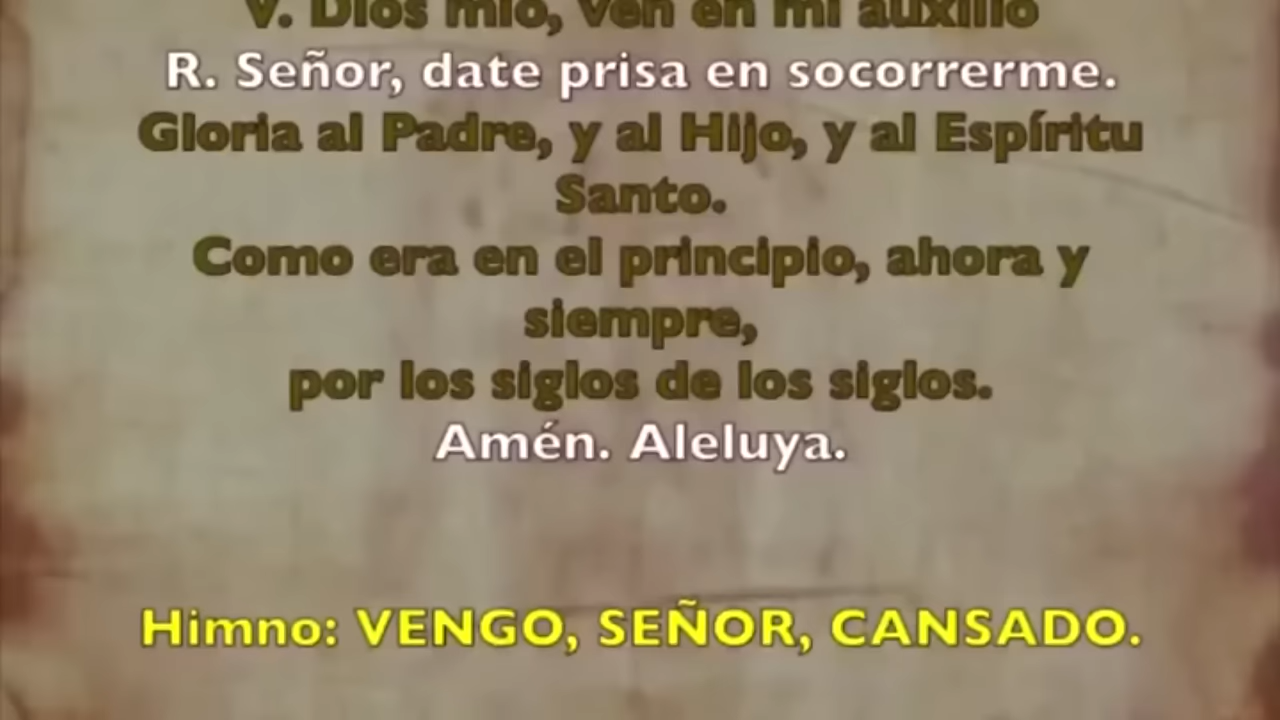 V. Dios mío, ven en mi auxilio
R. Señor, date prisa en socorrerme.
Gloria al Padre, y al Hijo, y al Espíritu
Santo.
Como era en el principio, ahora y
siempre,
por los siglos de los siglos.
Amén. Aleluya.
Himno: VENGO, SEÑOR, CANSADO.